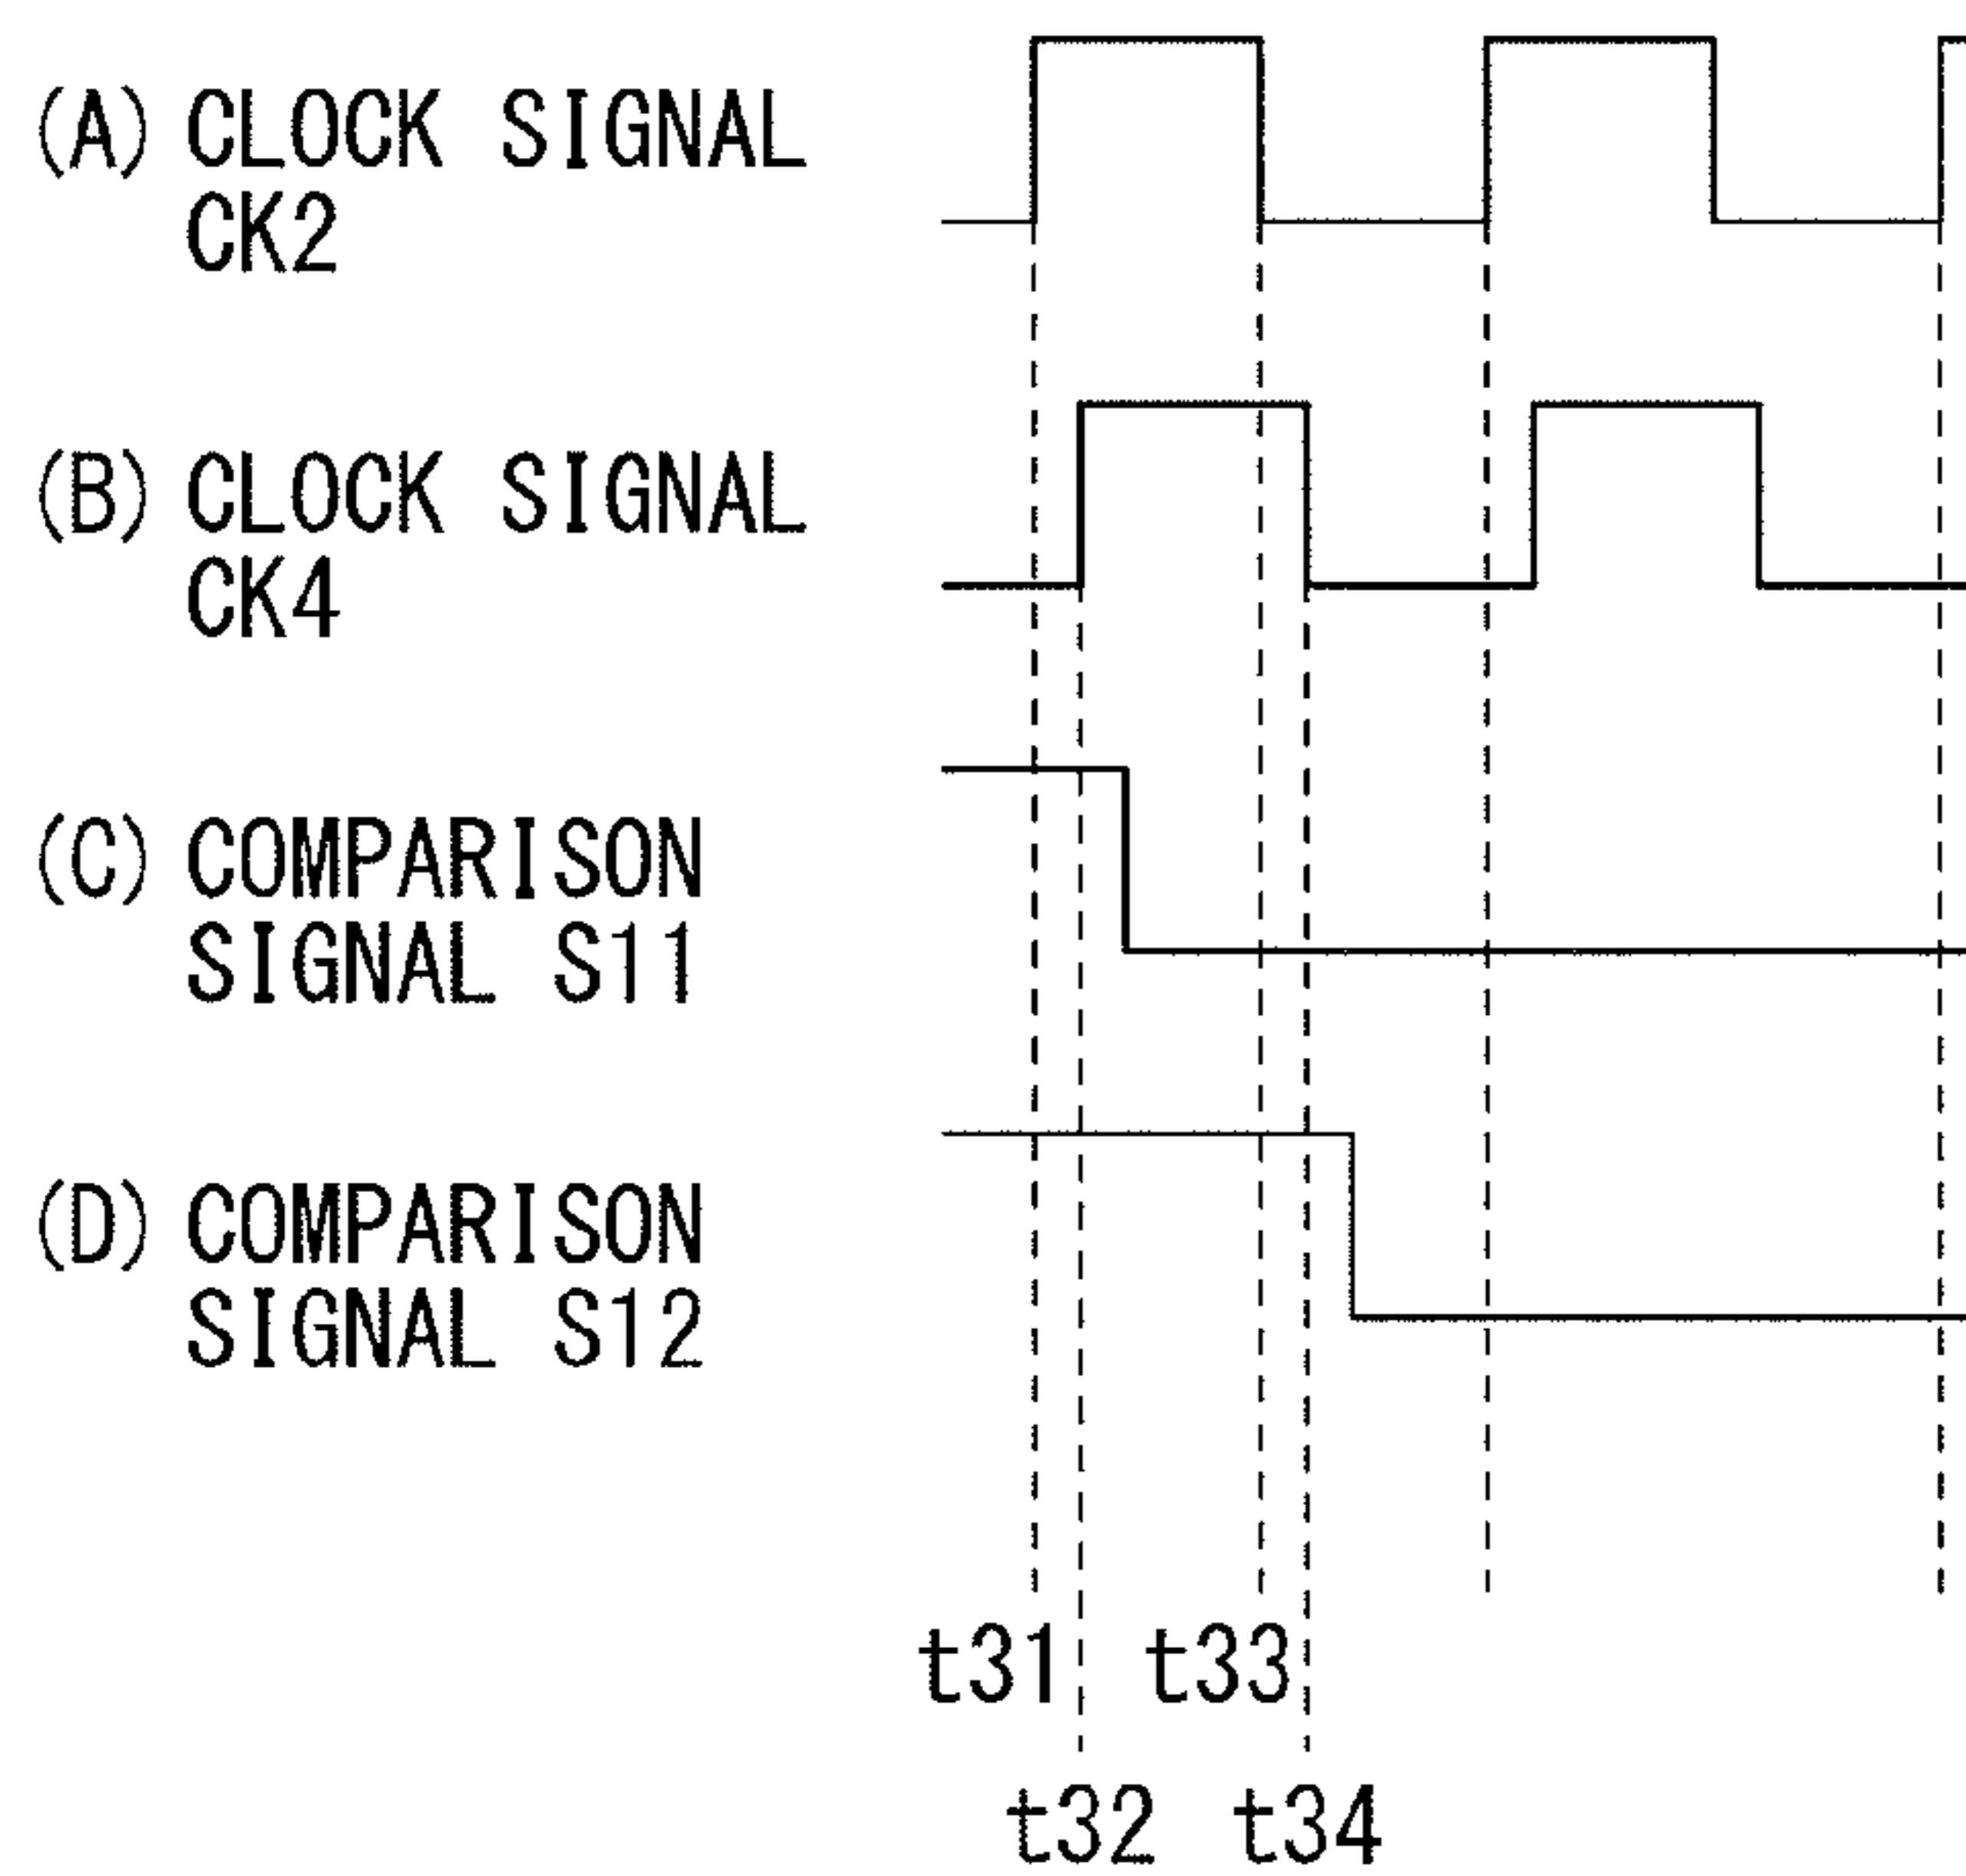 (A) CLOCK SIGNAL
CK2
(B) CLOCK SIGNAL
CK4
(C) COMPARISON
SIGNAL S11
(D) COMPARISON
SIGNAL S12
t31 t33
t32 t34